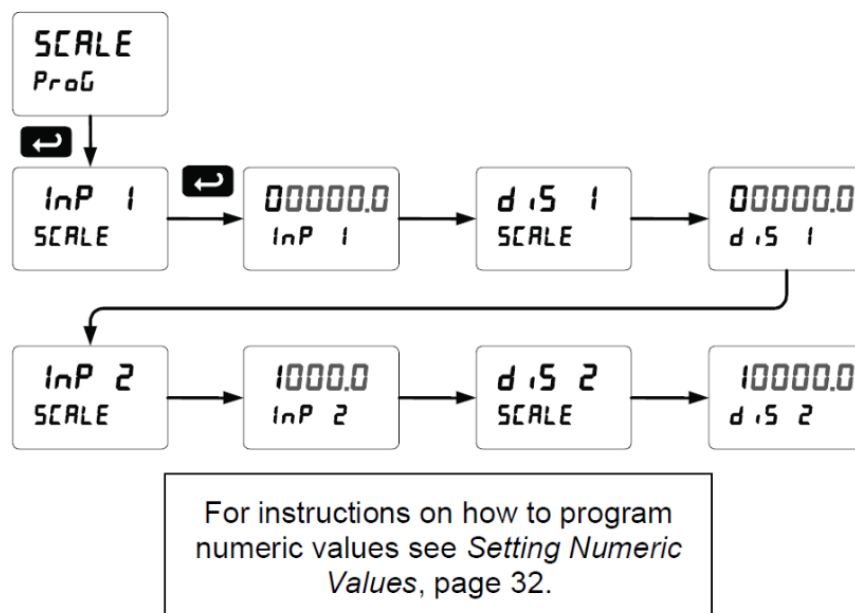 SCALE
ProG
InP 1
SCALE
00000.0
InP 1
diS 1
SCALE
00000.0
diS 1
InP 2
SCALE
1000.0
InP 2
diS 2
SCALE
10000.0
diS 2
For instructions on how to program
numeric values see Setting Numeric
Values, page 32.